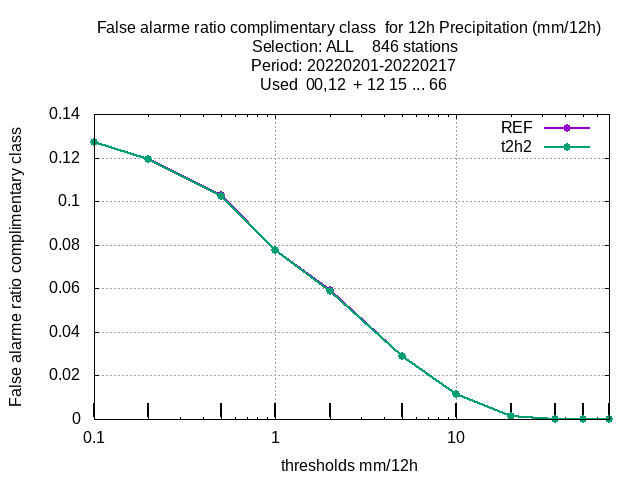 False alarme ratio complimentary class  for 12h Precipitation (mm/12h)
Selection: ALL    846 stations
Period: 20220201-20220217
Used  00,12  + 12 15 ... 66
REF
t2h2
False alarme ratio complimentary class
0.14
0.12
0.1
0.08
0.06
0.04
0.02
0
0.1
1
10
thresholds mm/12h